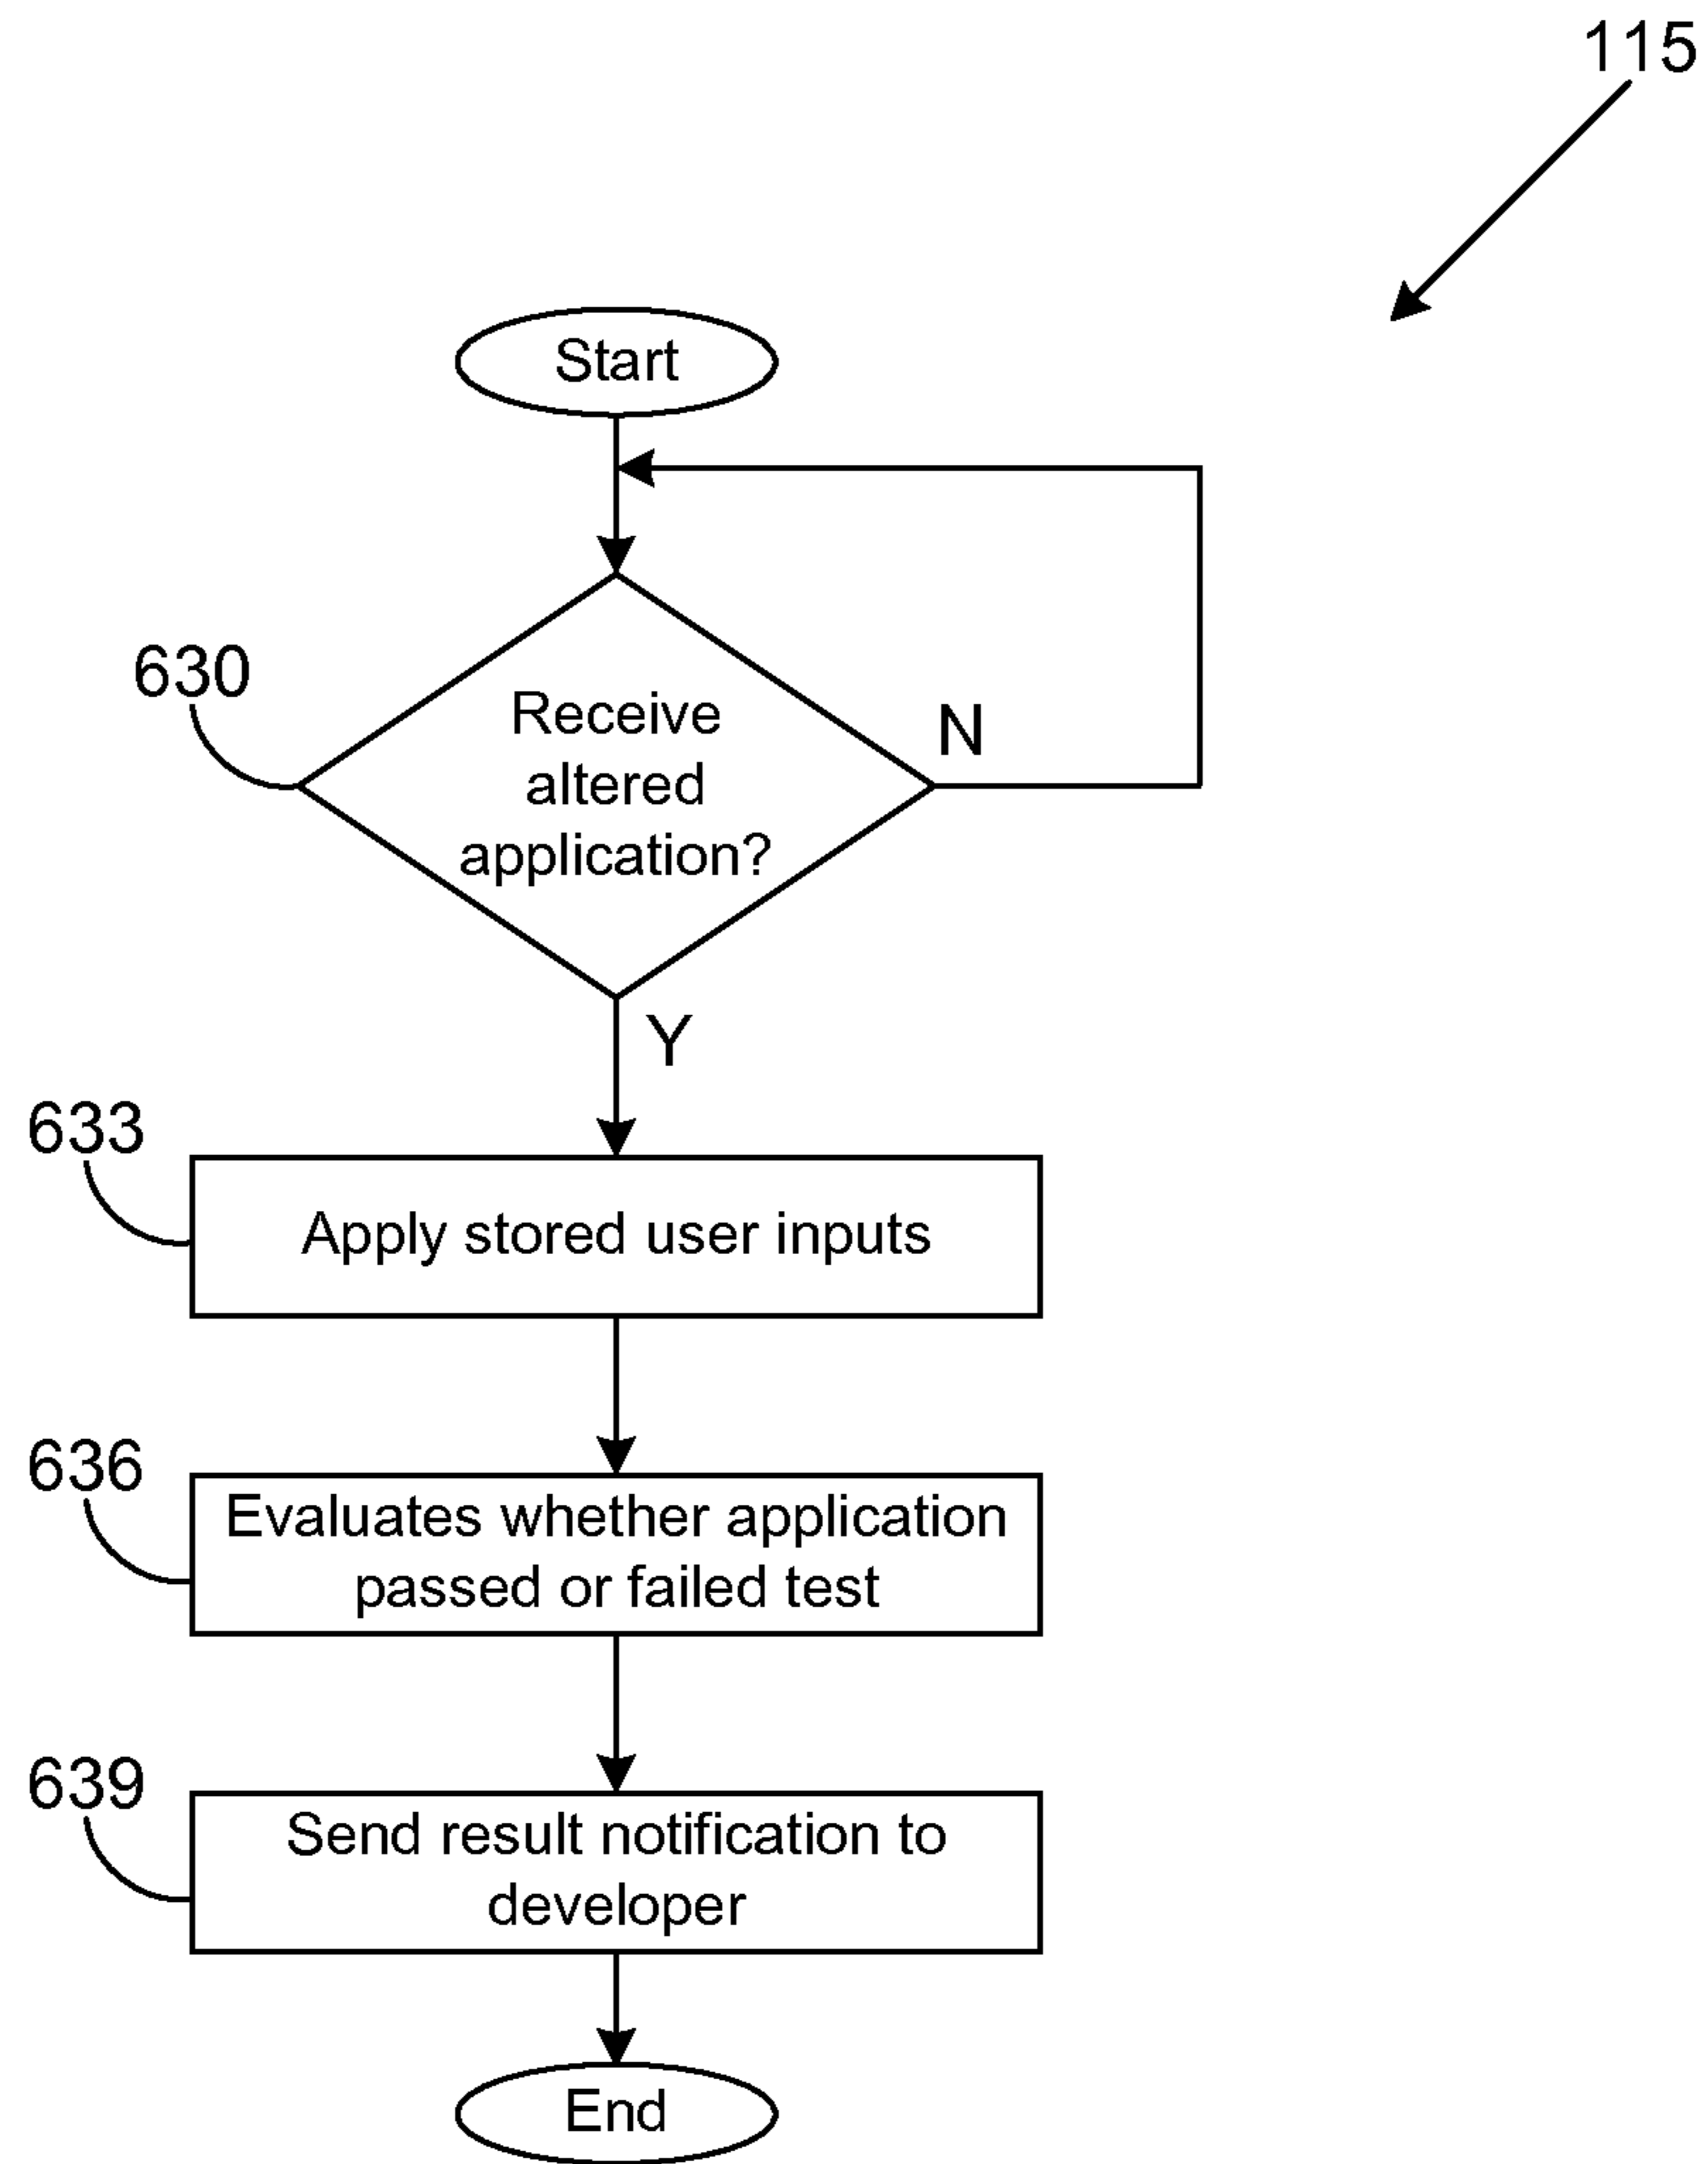 115
Start
630
Receive
altered
application?
N
Y
633
Apply stored user inputs
636
Evaluates whether application
passed or failed test
639
Send result notification to
developer
End